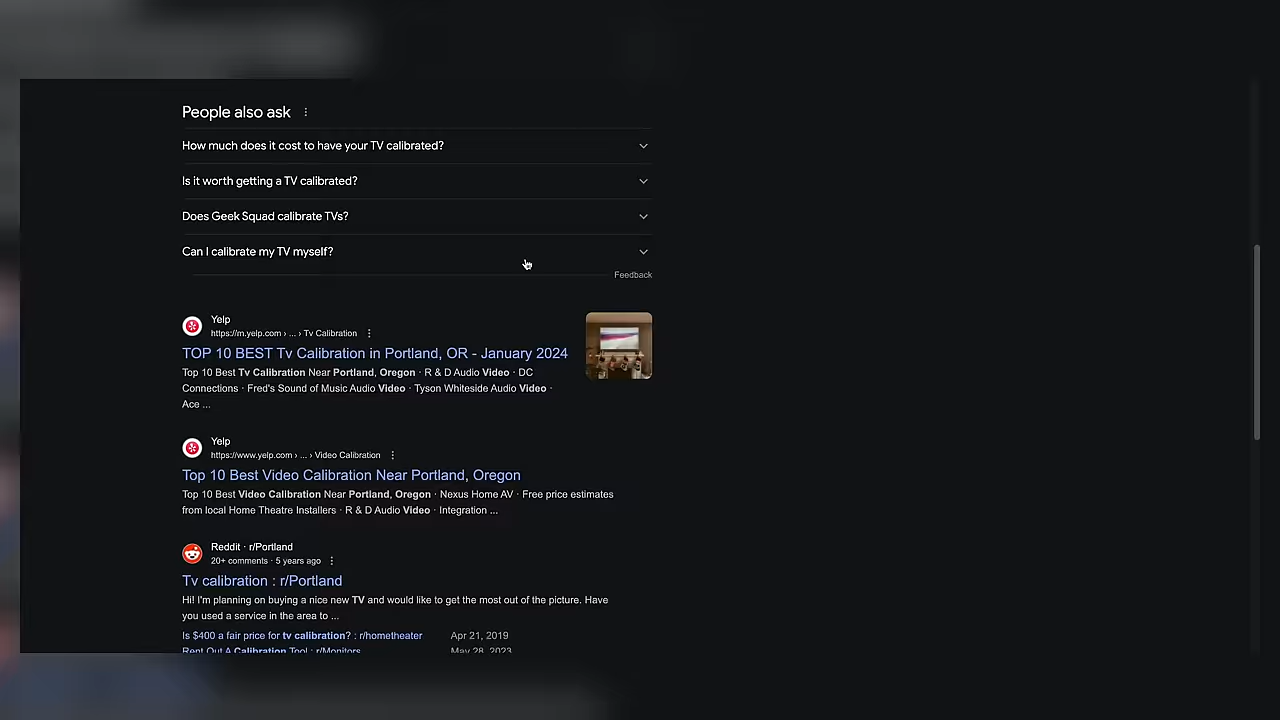 People also ask
How much does it cost to have your TV calibrated?
Is it worth getting a TV calibrated?
Does Geek Squad calibrate TVs?
Can I calibrate my TV myself?
Feedback
Yelp
https://m.yelp.com › ... › Tv Calibration
TOP 10 BEST Tv Calibration in Portland, OR - January 2024
Top 10 Best Tv Calibration Near Portland, Oregon · R & D Audio Video · DC
Connections · Fred's Sound of Music Audio Video · Tyson Whiteside Audio Video ·
Ace ...
Yelp
https://www.yelp.com › ... › Video Calibration
Top 10 Best Video Calibration Near Portland, Oregon
Top 10 Best Video Calibration Near Portland, Oregon · Nexus Home AV · Free price estimates
from local Home Theatre Installers · R & D Audio Video · Integration ...
Reddit · r/Portland
20+ comments · 5 years ago
Tv calibration : r/Portland
Hi! I'm planning on buying a nice new TV and would like to get the most out of the picture. Have
you used a service in the area to ...
Is $400 a fair price for tv calibration? : r/hometheater Apr 21, 2019
Rent Out A Calibration Tool : r/Monitors May 28, 2023